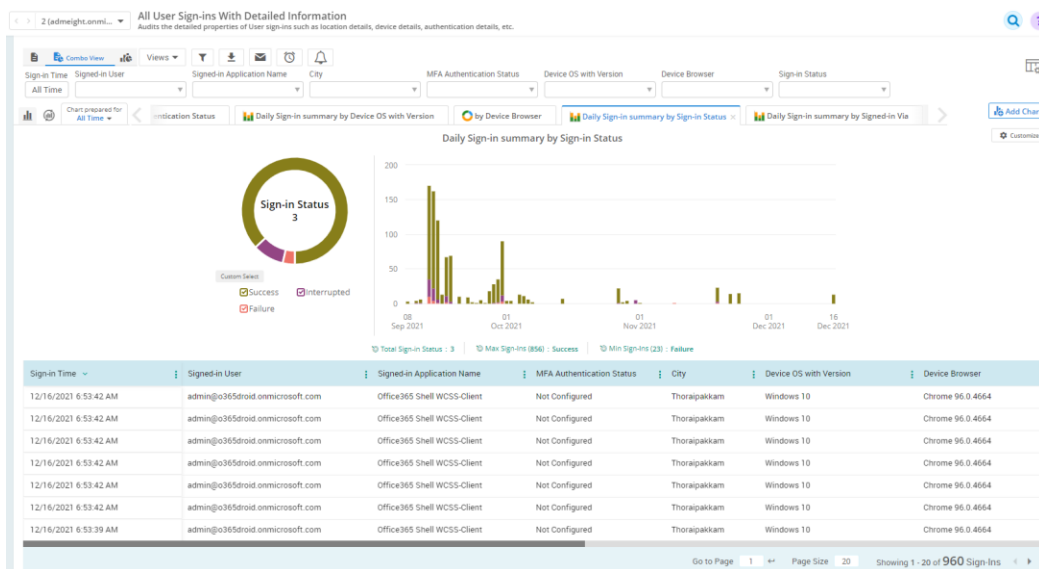 2 (admeight.onmi...
All User Sign-ins With Detailed Information
Audits the detailed properties of User sign-ins such as location details, device details, authentication details, etc.
Combo View
Views
Sign-in Time
Signed-in User
Signed-in Application Name
City
MFA Authentication Status
Device OS with Version
Device Browser
Sign-in Status
All Time
Chart prepared for
All Time
entication Status
Daily Sign-in summary by Device OS with Version
by Device Browser
Daily Sign-in summary by Sign-in Status
Daily Sign-in summary by Signed-in Via
Add Char
Customize
Daily Sign-in summary by Sign-in Status
Sign-in Status
3
Custom Select
Success
Interrupted
Failure
200
150
100
50
0
08
Sep 2021
01
Oct 2021
01
Nov 2021
01
Dec 2021
16
Dec 2021
Total Sign-in Status : 3
Max Sign-Ins (856) : Success
Min Sign-Ins (23) : Failure
Sign-in Time Signed-in User Signed-in Application Name MFA Authentication Status City Device OS with Version Device Browser
12/16/2021 6:53:42 AM admin@o365droid.onmicrosoft.com Office365 Shell WCSS-Client Not Configured Thoraipakkam Windows 10 Chrome 96.0.4664
12/16/2021 6:53:42 AM admin@o365droid.onmicrosoft.com Office365 Shell WCSS-Client Not Configured Thoraipakkam Windows 10 Chrome 96.0.4664
12/16/2021 6:53:42 AM admin@o365droid.onmicrosoft.com Office365 Shell WCSS-Client Not Configured Thoraipakkam Windows 10 Chrome 96.0.4664
12/16/2021 6:53:42 AM admin@o365droid.onmicrosoft.com Office365 Shell WCSS-Client Not Configured Thoraipakkam Windows 10 Chrome 96.0.4664
12/16/2021 6:53:42 AM admin@o365droid.onmicrosoft.com Office365 Shell WCSS-Client Not Configured Thoraipakkam Windows 10 Chrome 96.0.4664
12/16/2021 6:53:42 AM admin@o365droid.onmicrosoft.com Office365 Shell WCSS-Client Not Configured Thoraipakkam Windows 10 Chrome 96.0.4664
12/16/2021 6:53:39 AM admin@o365droid.onmicrosoft.com Office365 Shell WCSS-Client Not Configured Thoraipakkam Windows 10 Chrome 96.0.4664
Go to Page 1 Page Size 20 Showing 1 - 20 of 960 Sign-Ins